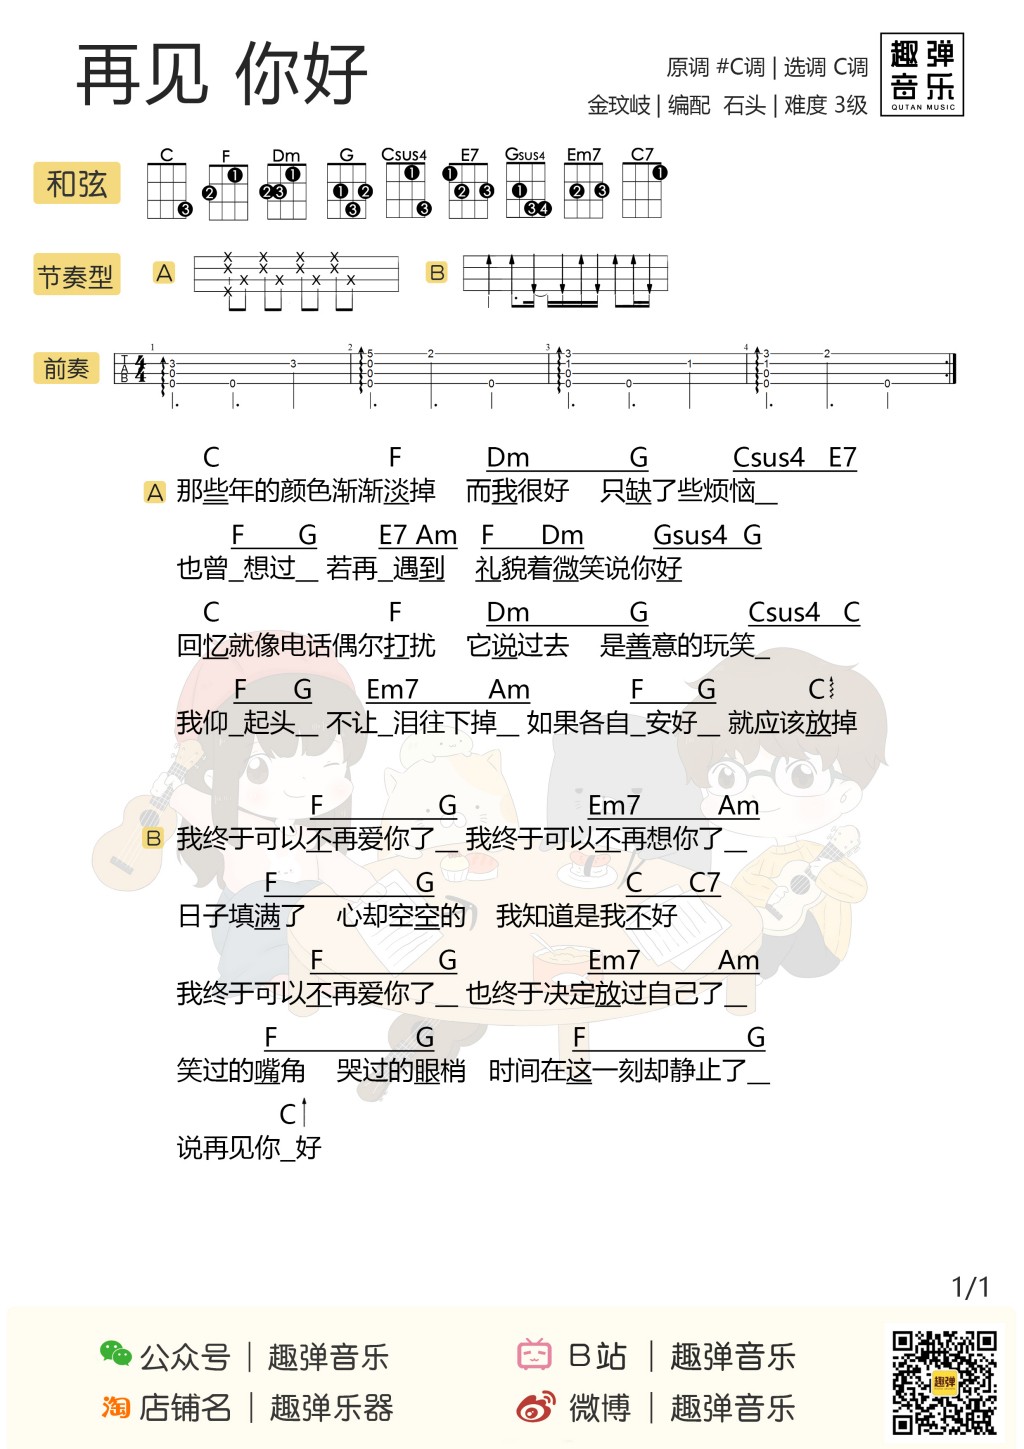 再见 你好
原调 #C调 | 选调 C调
金玟岐 | 编配 石头 | 难度 3级
趣弹音乐
QUTAN MUSIC
和弦 C F Dm G Csus4 E7 Gsus4 Em7 C7
节奏型 A B
前奏
C F Dm G Csus4 E7
A 那些年的颜色渐渐淡掉 而我很好 只缺了些烦恼__
F G E7 Am F Dm Gsus4 G
也曾_想过__ 若再_遇到 礼貌着微笑说你好
C F Dm G Csus4 C
回忆就像电话偶尔打扰 它说过去 是善意的玩笑_
F G Em7 Am F G C
我仰_起头__ 不让_泪往下掉__ 如果各自_安好__ 就应该放掉
F G Em7 Am
B 我终于可以不再爱你了__ 我终于可以不再想你了__
F G C C7
日子填满了 心却空空的 我知道是我不好
F G Em7 Am
我终于可以不再爱你了__ 也终于决定放过自己了__
F G F G
笑过的嘴角 哭过的眼梢 时间在这一刻却静止了__
C
说再见你_好
1/1
公众号 | 趣弹音乐
B站 | 趣弹音乐
淘 店铺名 | 趣弹乐器
微博 | 趣弹音乐
趣弹